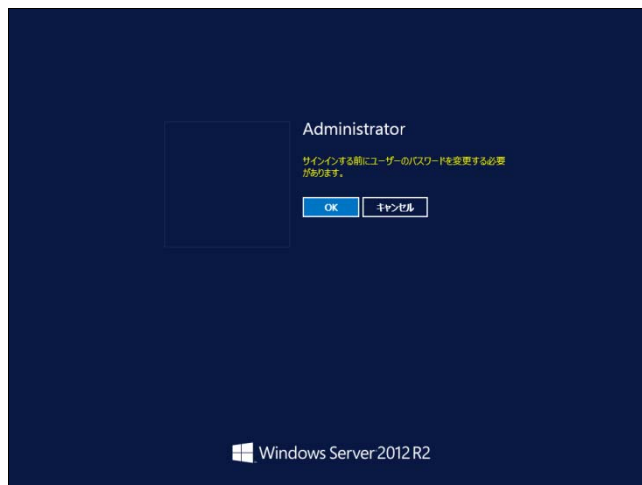 Administrator
サインインする前にユーザーのパスワードを変更する必要
があります。
OK キャンセル
Windows Server 2012 R2